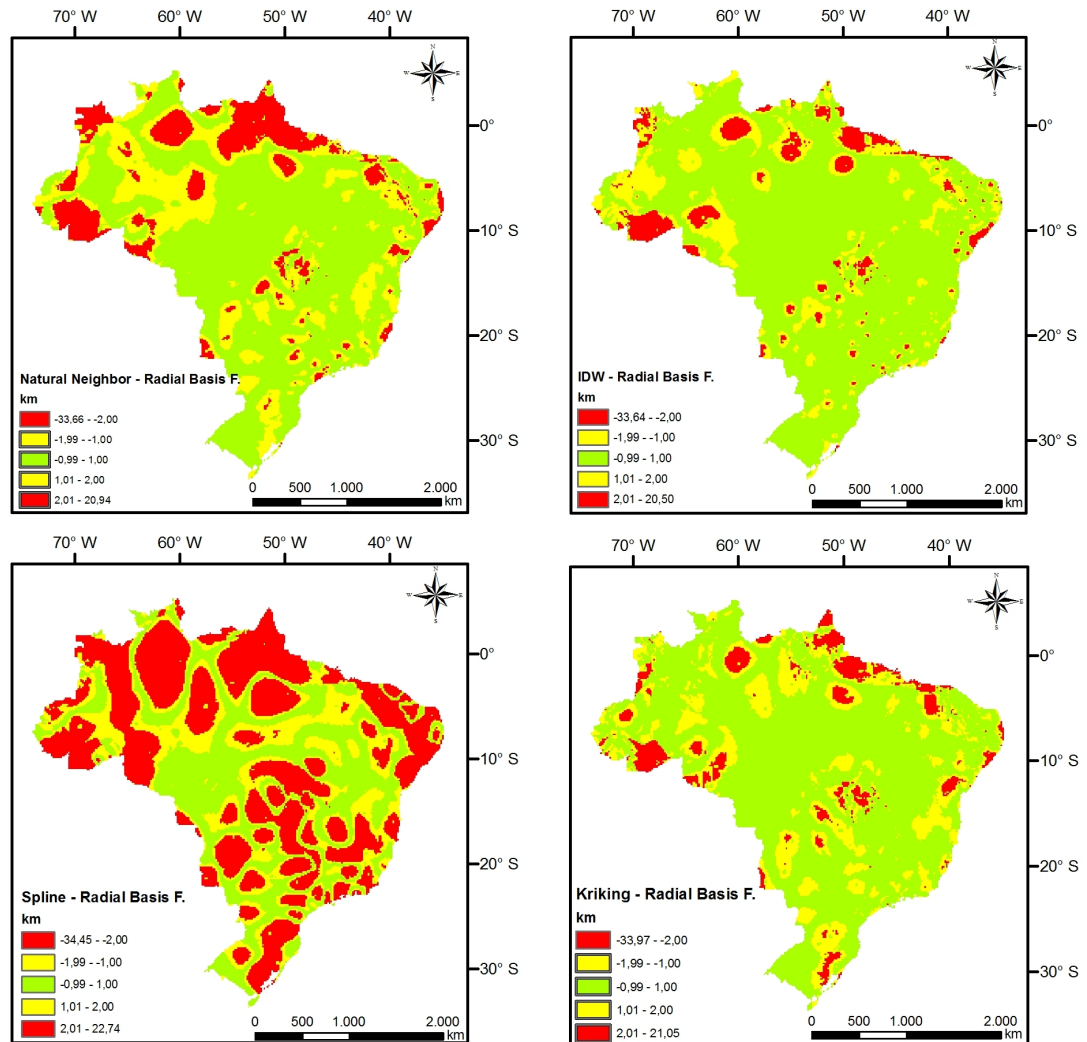 70° W 60° W 50° W 40° W
N
W E
S
0°
10° S
20° S
30° S
Natural Neighbor - Radial Basis F.
km
-33,66 - -2,00
-1,99 - -1,00
-0,99 - 1,00
1,01 - 2,00
2,01 - 20,94
0 500 1.000 2.000
km
70° W 60° W 50° W 40° W
N
W E
S
0°
10° S
20° S
30° S
IDW - Radial Basis F.
km
-33,64 - -2,00
-1,99 - -1,00
-0,99 - 1,00
1,01 - 2,00
2,01 - 20,50
0 500 1.000 2.000
km
70° W 60° W 50° W 40° W
N
W E
S
0°
10° S
20° S
30° S
Spline - Radial Basis F.
km
-34,45 - -2,00
-1,99 - -1,00
-0,99 - 1,00
1,01 - 2,00
2,01 - 22,74
0 500 1.000 2.000
km
70° W 60° W 50° W 40° W
N
W E
S
0°
10° S
20° S
30° S
Kriking - Radial Basis F.
km
-33,97 - -2,00
-1,99 - -1,00
-0,99 - 1,00
1,01 - 2,00
2,01 - 21,05
0 500 1.000 2.000
km